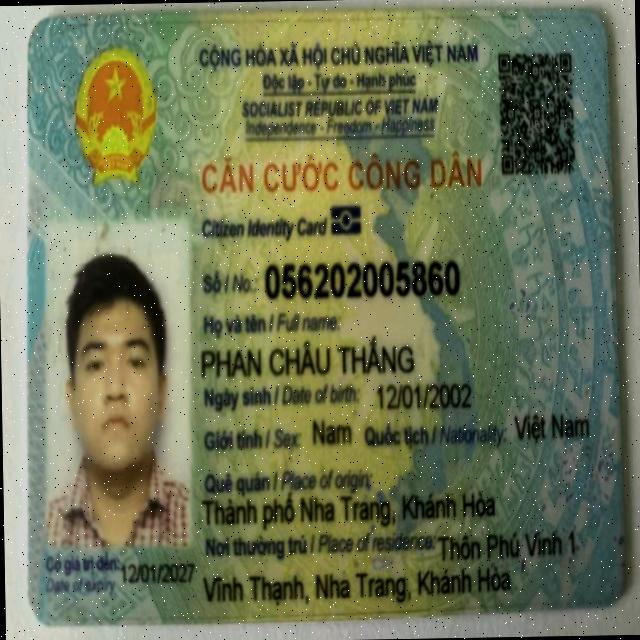 CỘNG HÒA XÃ HỘI CHỦ NGHĨA VIỆT NAM
Độc lập - Tự do - Hạnh phúc
SOCIALIST REPUBLIC OF VIET NAM
Independence - Freedom - Happiness
CĂN CƯỚC CÔNG DÂN
Citizen Identity Card
Số / No.: 056202005860
Họ và tên / Full name:
PHAN CHÂU THẮNG
Ngày sinh / Date of birth: 12/01/2002
Giới tính / Sex: Nam Quốc tịch / Nationality: Việt Nam
Quê quán / Place of origin:
Thành phố Nha Trang, Khánh Hòa
Nơi thường trú / Place of residence: Thôn Phú Vinh 1
Vĩnh Thạnh, Nha Trang, Khánh Hòa
Có giá trị đến: 12/01/2027
Date of expiry